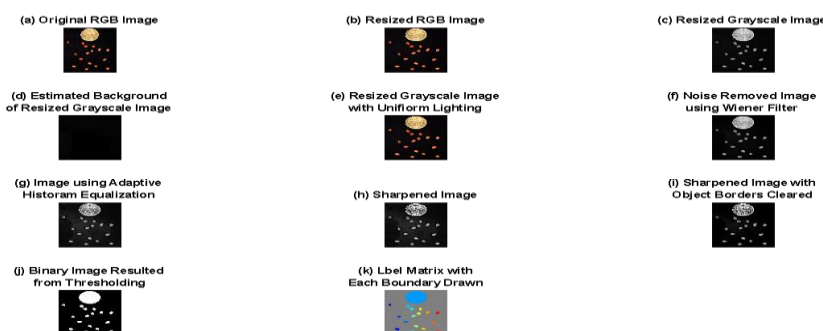 (a) Original RGB Image
(b) Resized RGB Image
(c) Resized Grayscale Image
(d) Estimated Background
of Resized Grayscale Image
(e) Resized Grayscale Image
with Unifiorm Lighting
(f) Noise Removed Image
using Wiener Filter
(g) Image using Adaptive
Historam Equalization
(h) Sharpened Image
(i) Sharpened Image with
Object Borders Cleared
(j) Binary Image Resulted
from Thresholding
(k) Lbel Matrix with
Each Boundary Drawn